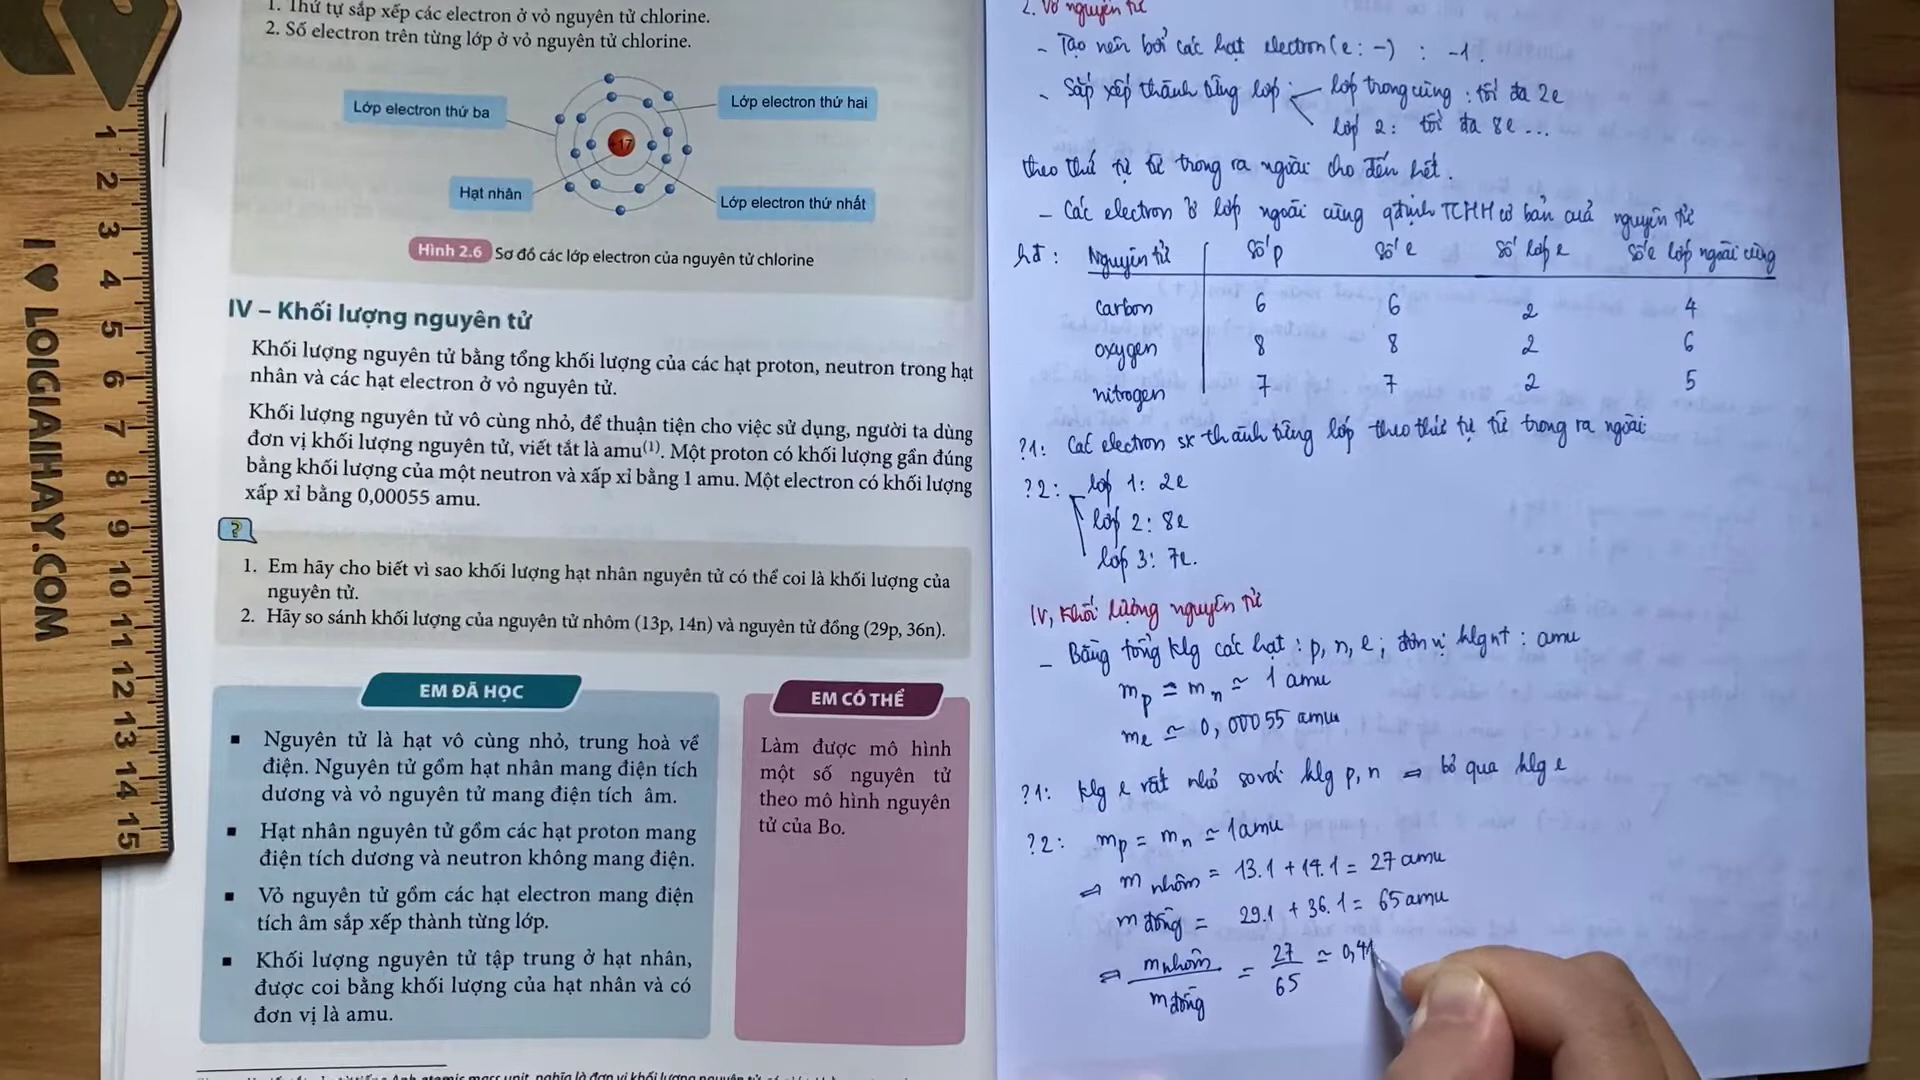 1. Thứ tự sắp xếp các electron ở vỏ nguyên tử chlorine.
2. Số electron trên từng lớp ở vỏ nguyên tử chlorine.
Lớp electron thứ ba
Lớp electron thứ hai
+17
Hạt nhân
Lớp electron thứ nhất
Hình 2.6 Sơ đồ các lớp electron của nguyên tử chlorine
IV – Khối lượng nguyên tử
Khối lượng nguyên tử bằng tổng khối lượng của các hạt proton, neutron trong hạt
nhân và các hạt electron ở vỏ nguyên tử.
Khối lượng nguyên tử vô cùng nhỏ, để thuận tiện cho việc sử dụng, người ta dùng
đơn vị khối lượng nguyên tử, viết tắt là amu(1). Một proton có khối lượng gần đúng
bằng khối lượng của một neutron và xấp xỉ bằng 1 amu. Một electron có khối lượng
xấp xỉ bằng 0,00055 amu.
?
1. Em hãy cho biết vì sao khối lượng hạt nhân nguyên tử có thể coi là khối lượng của
nguyên tử.
2. Hãy so sánh khối lượng của nguyên tử nhôm (13p, 14n) và nguyên tử đồng (29p, 36n).
EM ĐÃ HỌC
Nguyên tử là hạt vô cùng nhỏ, trung hoà về
điện. Nguyên tử gồm hạt nhân mang điện tích
dương và vỏ nguyên tử mang điện tích âm.
Hạt nhân nguyên tử gồm các hạt proton mang
điện tích dương và neutron không mang điện.
Vỏ nguyên tử gồm các hạt electron mang điện
tích âm sắp xếp thành từng lớp.
Khối lượng nguyên tử tập trung ở hạt nhân,
được coi bằng khối lượng của hạt nhân và có
đơn vị là amu.
EM CÓ THỂ
Làm được mô hình
một số nguyên tử
theo mô hình nguyên
tử của Bo.
I ♥ LOIGIAIHAY.COM
1 2 3 4 5 6 7 8 9 10 11 12 13 14 15
2. Vỏ nguyên tử
- Tạo nên bởi các hạt electron (e: -) : -1.
- Sắp xếp thành từng lớp: lớp trong cùng: tối đa 2e
lớp 2: tối đa 8e...
theo thứ tự từ trong ra ngoài cho đến hết.
- Các electron ở lớp ngoài cùng qđịnh TCHH cơ bản của nguyên tử
hđ: Nguyên tử số p số e số lớp e số e lớp ngoài cùng
carbon 6 6 2 4
oxygen 8 8 2 6
nitrogen 7 7 2 5
?1: Các electron sx thành từng lớp theo thứ tự từ trong ra ngoài
?2: lớp 1: 2e
lớp 2: 8e
lớp 3: 7e.
IV, Khối lượng nguyên tử
- Bằng tổng klg các hạt: p, n, e; đơn vị klgnt: amu
mp = mn ≃ 1 amu
me ≃ 0,00055 amu
?1: klg e rất nhỏ so với klg p, n ⇒ bỏ qua klg e
?2: mp = mn ≃ 1amu
⇒ m nhôm = 13.1 + 14.1 = 27 amu
m đồng = 29.1 + 36.1 = 65 amu
⇒ m nhôm / m đồng = 27/65 ≃ 0,41